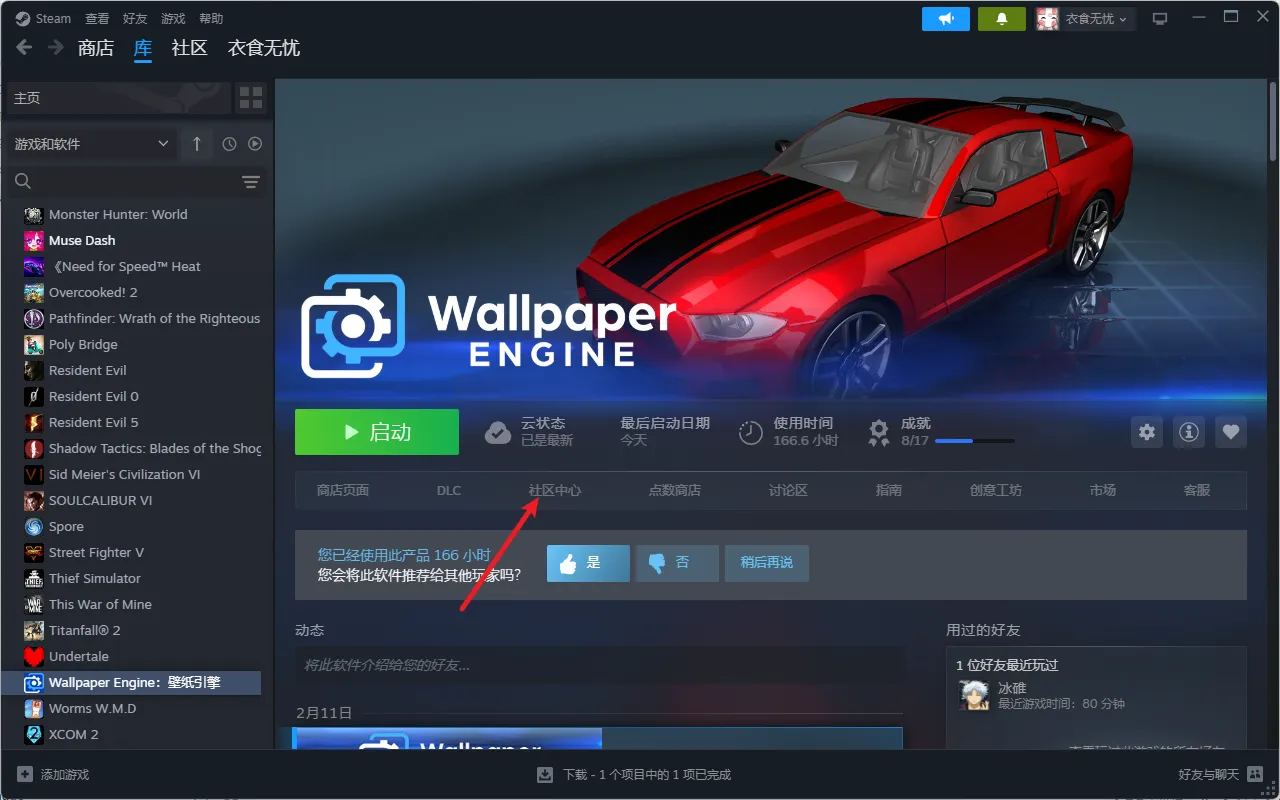 Steam 查看 好友 游戏 帮助
衣食无忧
商店 库 社区 衣食无忧
主页
游戏和软件
Monster Hunter: World
Muse Dash
《Need for Speed™ Heat
Overcooked! 2
Pathfinder: Wrath of the Righteous
Poly Bridge
Resident Evil
Resident Evil 0
Resident Evil 5
Shadow Tactics: Blades of the Shog
Sid Meier's Civilization VI
SOULCALIBUR VI
Spore
Street Fighter V
Thief Simulator
This War of Mine
Titanfall® 2
Undertale
Wallpaper Engine：壁纸引擎
Worms W.M.D
XCOM 2
Wallpaper
ENGINE
启动
云状态
已是最新
最后启动日期
今天
使用时间
166.6 小时
成就
8/17
商店页面 DLC 社区中心 点数商店 讨论区 指南 创意工坊 市场 客服
您已经使用此产品 166 小时
您会将此软件推荐给其他玩家吗?
是 否 稍后再说
动态
将此软件介绍给您的好友...
2月11日
Wallpaper
用过的好友
1 位好友最近玩过
冰碓
最近游戏时间：80 分钟
添加游戏
下载 - 1 个项目中的 1 项已完成
好友与聊天